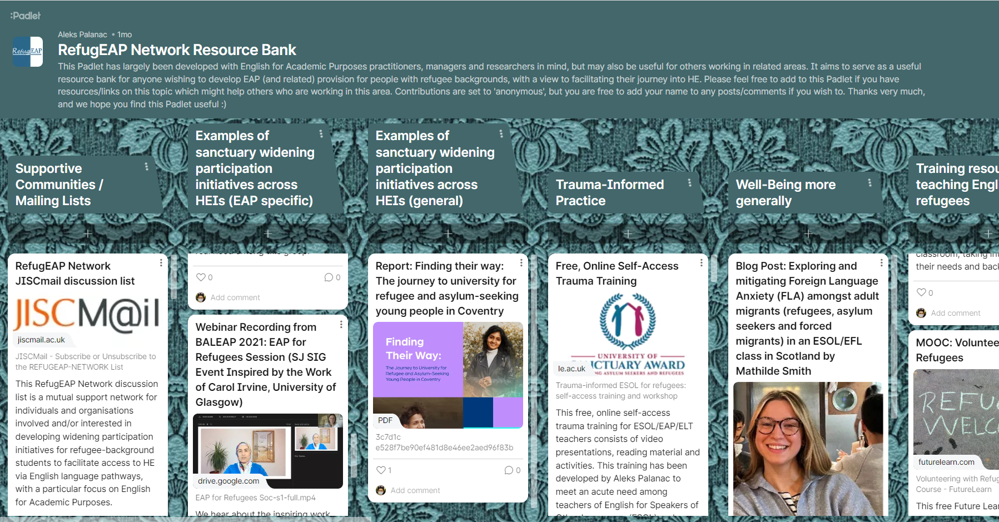 :Padlet
Aleks Palanac • 1mo
RefugEAP
RefugEAP Network Resource Bank
This Padlet has largely been developed with English for Academic Purposes practitioners, managers and researchers in mind, but may also be useful for others working in related areas. It aims to serve as a useful
resource bank for anyone wishing to develop EAP (and related) provision for people with refugee backgrounds, with a view to facilitating their journey into HE. Please feel free to add to this Padlet if you have
resources/links on this topic which might help others who are working in this area. Contributions are set to 'anonymous', but you are free to add your name to any posts/comments if you wish to. Thanks very much,
and we hope you find this Padlet useful :)
Supportive
Communities /
Mailing Lists
RefugEAP Network
JISCmail discussion list
JISCM@il
jiscmail.ac.uk
JISCMail - Subscribe or Unsubscribe to
the REFUGEAP-NETWORK List
This RefugEAP Network discussion
list is a mutual support network for
individuals and organisations
involved and/or interested in
developing widening participation
initiatives for refugee-background
students to facilitate access to HE
via English language pathways,
with a particular focus on English
for Academic Purposes.
Examples of
sanctuary widening
participation
initiatives across
HEIs (EAP specific)
real need among this group.
0 0
Add comment
Webinar Recording from
BALEAP 2021: EAP for
Refugees Session (SJ SIG
Event Inspired by the Work
of Carol Irvine, University of
Glasgow)
drive.google.com
EAP for Refugees Soc-s1-full.mp4
We hear about the inspiring work
Examples of
sanctuary widening
participation
initiatives across
HEIs (general)
Report: Finding their way:
The journey to university for
refugee and asylum-seeking
young people in Coventry
Finding
Their Way:
The Journey to University for
Refugee and Asylum-Seeking
Young People in Coventry
PDF
3c7d1c
e528f7be90ef481d8e46ee2aed96f83b
1 0
Add comment
Trauma-Informed
Practice
Free, Online Self-Access
Trauma Training
UNIVERSITY OF
NCTUARY AWARD
NG ASYLUM SEEKERS AND REFUGEES
le.ac.uk
Trauma-informed ESOL for refugees:
self-access training and workshop
This free, online self-access
trauma training for ESOL/EAP/ELT
teachers consists of video
presentations, reading material and
activities. This training has been
developed by Aleks Palanac to
meet an acute need among
teachers of English for Speakers of
Well-Being more
generally
Blog Post: Exploring and
mitigating Foreign Language
Anxiety (FLA) amongst adult
migrants (refugees, asylum
seekers and forced
migrants) in an ESOL/EFL
class in Scotland by
Mathilde Smith
Training resou
teaching Engl
refugees
classroom, taking int
their needs and back
0
Add comment
MOOC: Voluntee
Refugees
REFU
WELC
futurelearn.com
Volunteering with Refug
Course - FutureLearn
This free Future Lear